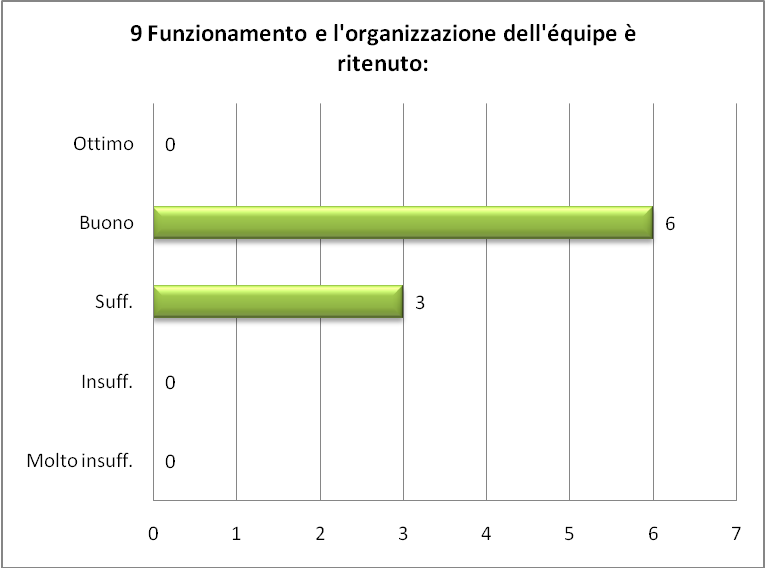 9 Funzionamento e l'organizzazione dell'équipe è
ritenuto:
Ottimo 0
Buono 6
Suff. 3
Insuff. 0
Molto insuff. 0
0 1 2 3 4 5 6 7